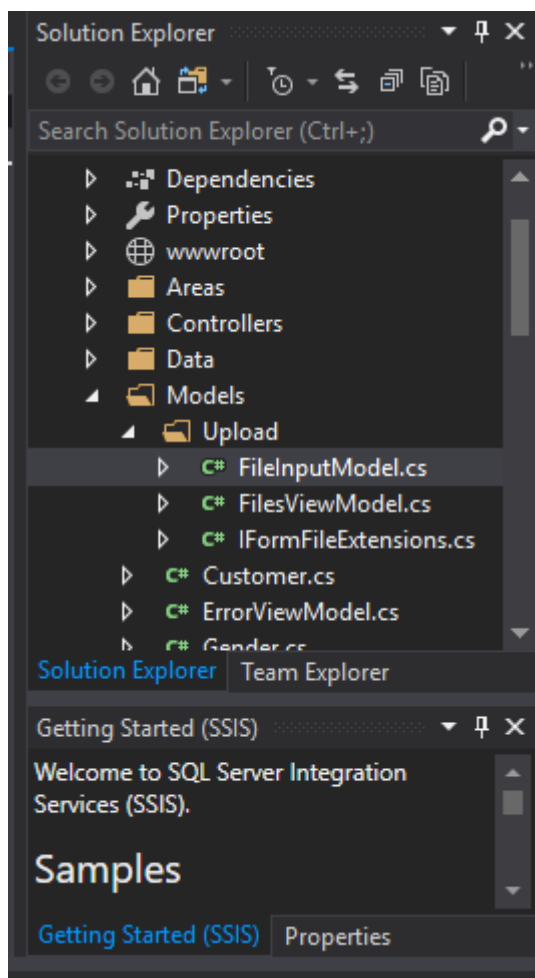 Solution Explorer
Search Solution Explorer (Ctrl+;)
Dependencies
Properties
wwwroot
Areas
Controllers
Data
Models
Upload
C# FileInputModel.cs
C# FilesViewModel.cs
C# IFormFileExtensions.cs
C# Customer.cs
C# ErrorViewModel.cs
C# Gender.cs
Solution Explorer Team Explorer
Getting Started (SSIS)
Welcome to SQL Server Integration
Services (SSIS).
Samples
Getting Started (SSIS) Properties